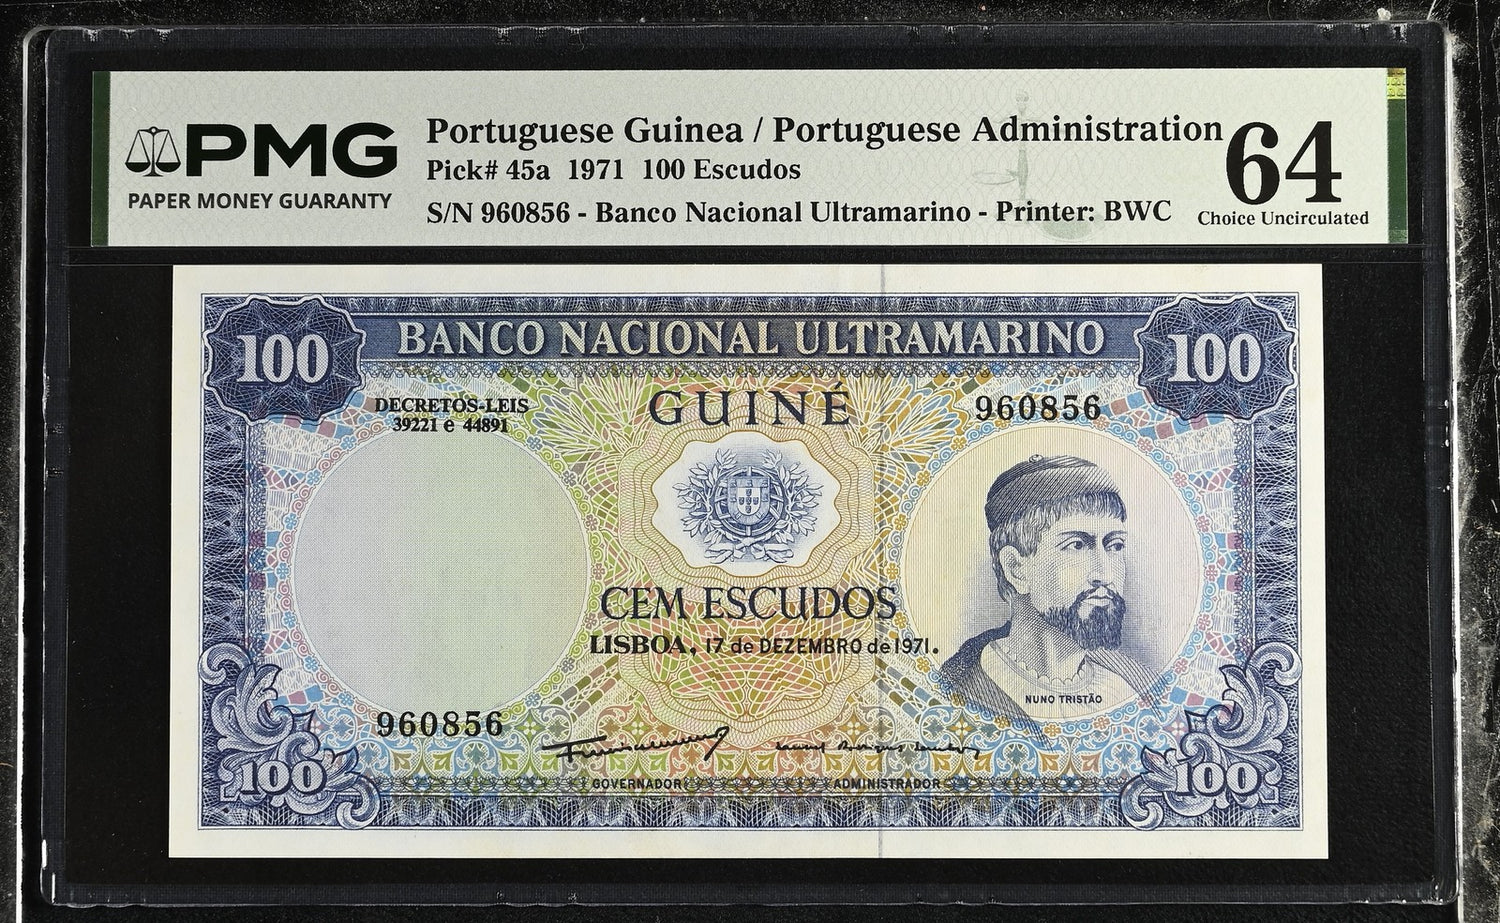 PMG
PAPER MONEY GUARANTY
Portuguese Guinea / Portuguese Administration
Pick# 45a 1971 100 Escudos
S/N 960856 - Banco Nacional Ultramarino - Printer: BWC
64
Choice Uncirculated
100
BANCO NACIONAL ULTRAMARINO
100
DECRETOS-LEIS
39221 e 44891
GUINÉ
960856
CEM ESCUDOS
LISBOA, 17 de DEZEMBRO de 1971.
NUNO TRISTÃO
960856
100
GOVERNADOR
ADMINISTRADOR
100